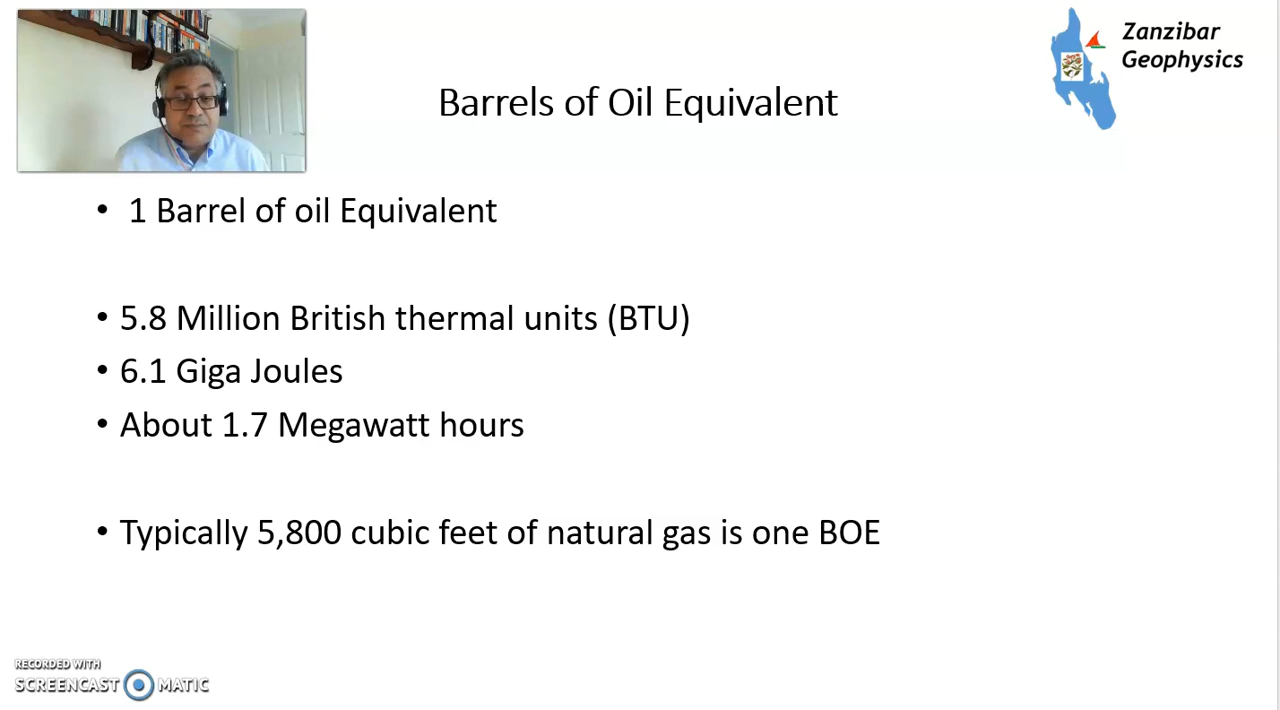 Zanzibar
Geophysics
Barrels of Oil Equivalent
• 1 Barrel of oil Equivalent
• 5.8 Million British thermal units (BTU)
• 6.1 Giga Joules
• About 1.7 Megawatt hours
• Typically 5,800 cubic feet of natural gas is one BOE
RECORDED WITH
SCREENCAST MATIC